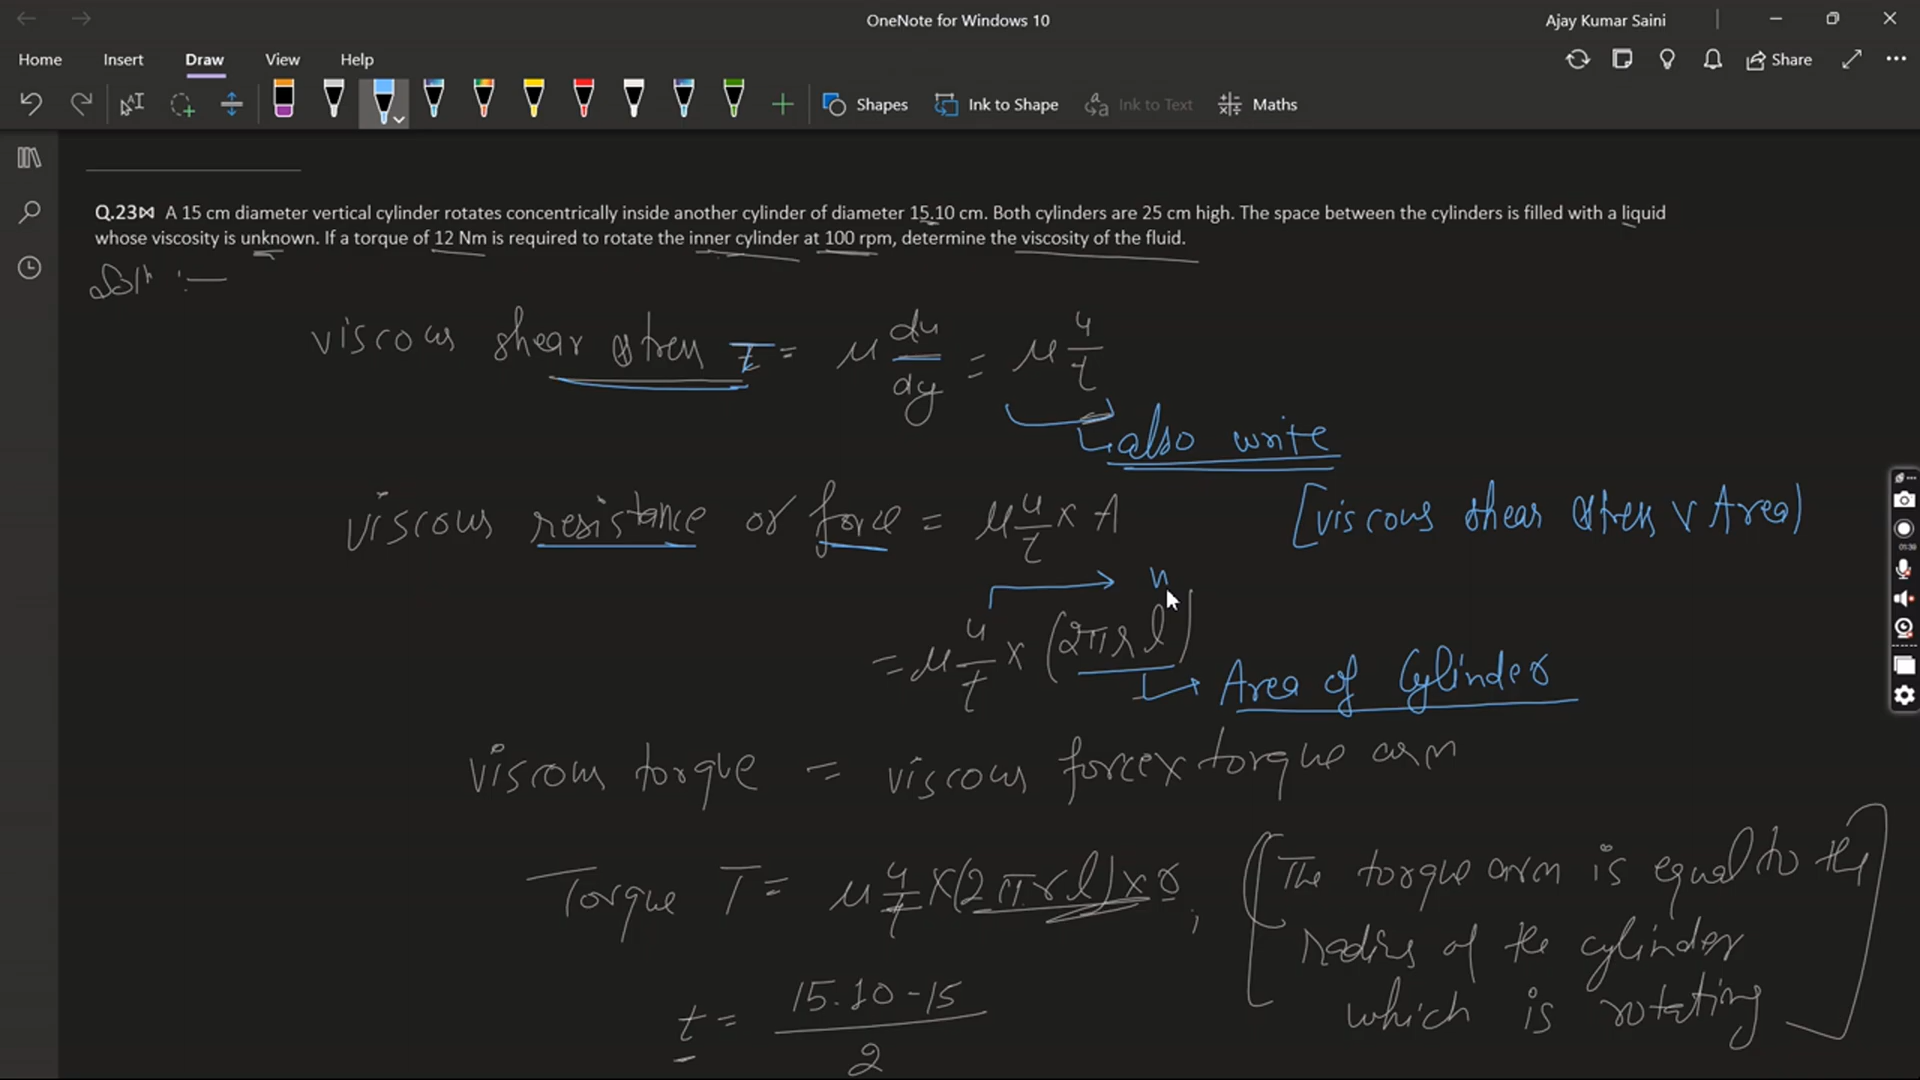 OneNote for Windows 10
Ajay Kumar Saini
Home Insert Draw View Help
Share
Shapes Ink to Shape Ink to Text Maths
Q.23⋈ A 15 cm diameter vertical cylinder rotates concentrically inside another cylinder of diameter 15.10 cm. Both cylinders are 25 cm high. The space between the cylinders is filled with a liquid
whose viscosity is unknown. If a torque of 12 Nm is required to rotate the inner cylinder at 100 rpm, determine the viscosity of the fluid.
Solⁿ :—
viscous shear stress τ = μ du/dy = μ u/t
also write
viscous resistance or force = μ u/t × A [viscous shear stress × Area]
u
= μ u/t × (2πrl)
Area of Cylinder
viscous torque = viscous force × torque arm
Torque T = μ u/t × (2πrl) × r ; [The torque arm is equal to the
radius of the cylinder
which is rotating]
t = 15.10 - 15 / 2